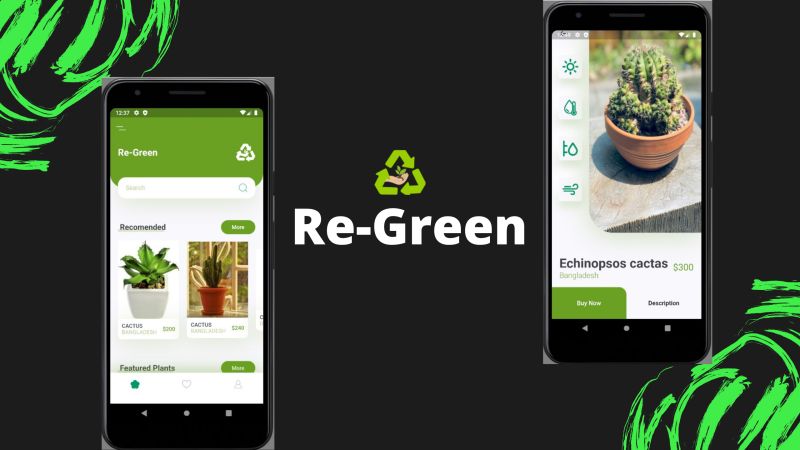 12:37
Re-Green
Search
Recomended
More
CACTUS
BANGLADESH
$200
CACTUS
BANGLADESH
$240
Featured Plants
More
Re-Green
Echinopsos cactas
$300
Bangladesh
Buy Now
Description